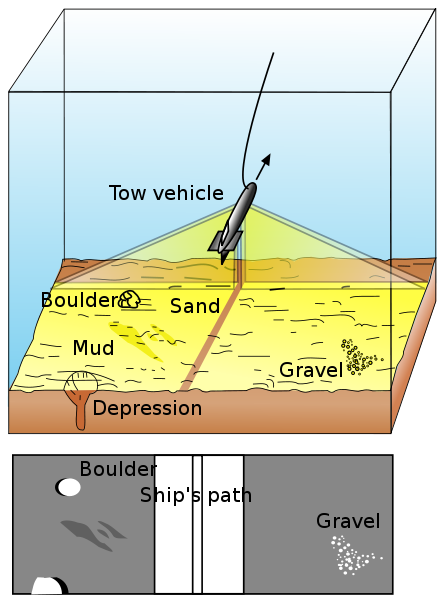 Tow vehicle
Boulder
Sand
Mud
Gravel
Depression
Boulder
Ship's path
Gravel